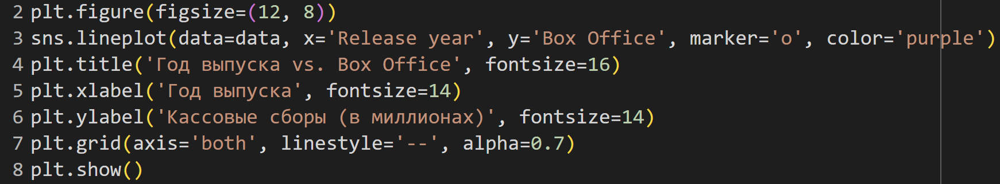 2 plt.figure(figsize=(12, 8))
3 sns.lineplot(data=data, x='Release year', y='Box Office', marker='o', color='purple')
4 plt.title('Год выпуска vs. Box Office', fontsize=16)
5 plt.xlabel('Год выпуска', fontsize=14)
6 plt.ylabel('Кассовые сборы (в миллионах)', fontsize=14)
7 plt.grid(axis='both', linestyle='--', alpha=0.7)
8 plt.show()